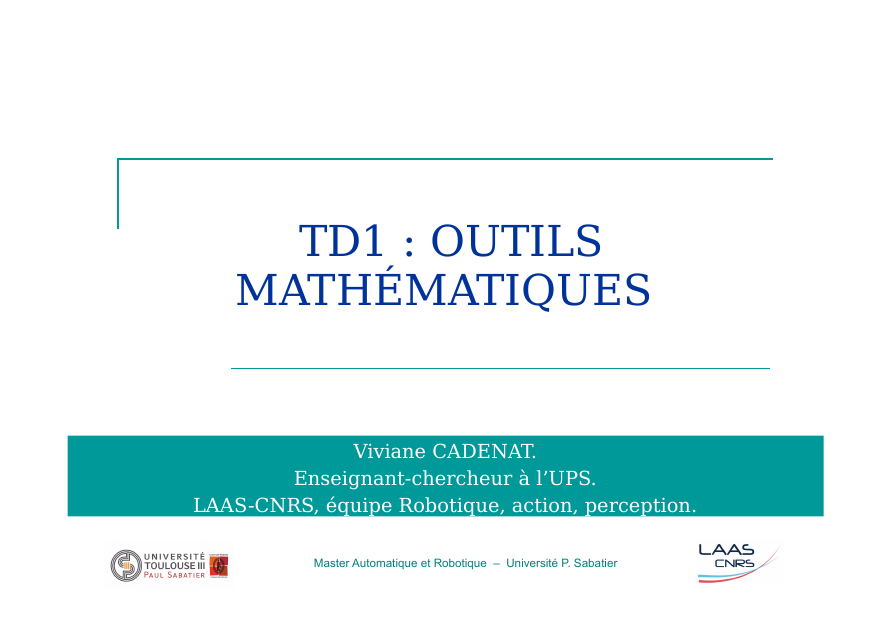 TD1 : OUTILS
MATHÉMATIQUES
Viviane CADENAT.
Enseignant-chercheur à l’UPS.
LAAS-CNRS, équipe Robotique, action, perception.
UNIVERSITÉ
TOULOUSE III
PAUL SABATIER
Master Automatique et Robotique – Université P. Sabatier
LAAS
CNRS